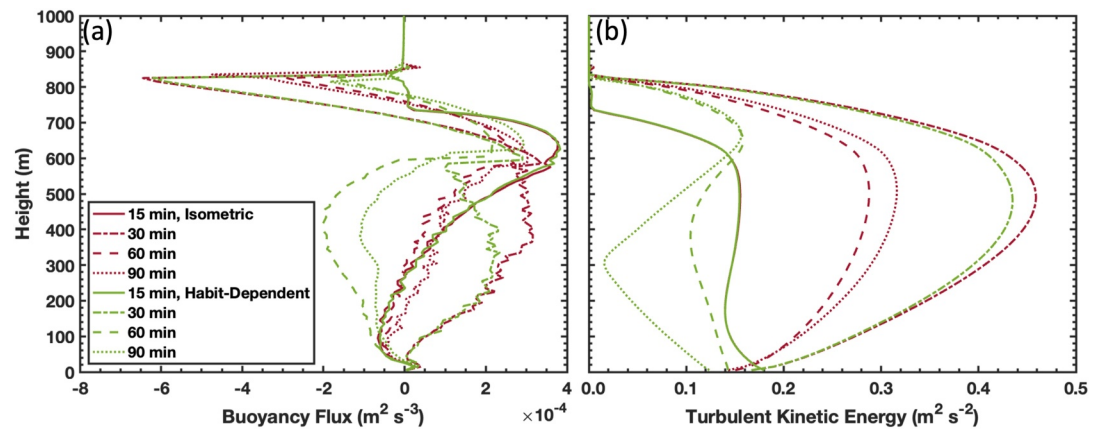 (a)
1000
900
800
700
600
500
400
300
200
100
0
Height (m)
15 min, Isometric
30 min
60 min
90 min
15 min, Habit-Dependent
30 min
60 min
90 min
-8
-6
-4
-2
0
2
4
×10⁻⁴
Buoyancy Flux (m² s⁻³)
(b)
0.0
0.1
0.2
0.3
0.4
0.5
Turbulent Kinetic Energy (m² s⁻²)